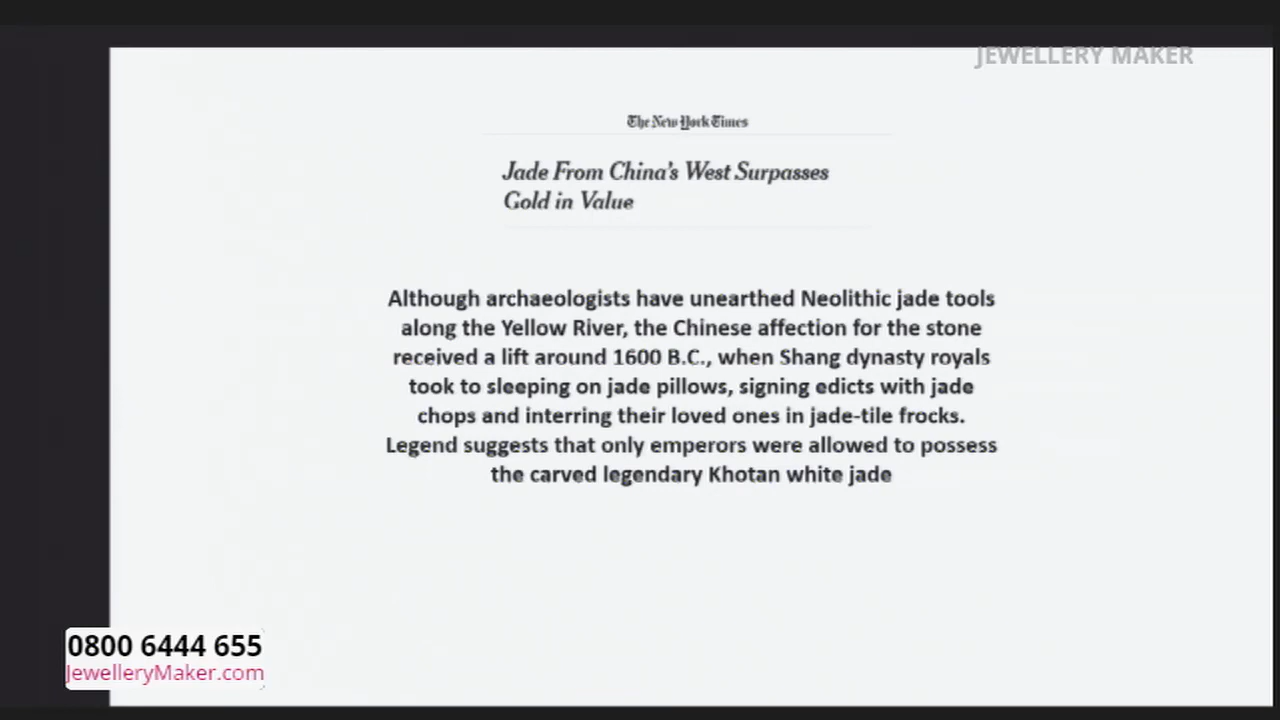 JEWELLERY MAKER
The New York Times
Jade From China's West Surpasses
Gold in Value
Although archaeologists have unearthed Neolithic jade tools
along the Yellow River, the Chinese affection for the stone
received a lift around 1600 B.C., when Shang dynasty royals
took to sleeping on jade pillows, signing edicts with jade
chops and interring their loved ones in jade-tile frocks.
Legend suggests that only emperors were allowed to possess
the carved legendary Khotan white jade
0800 6444 655
JewelleryMaker.com